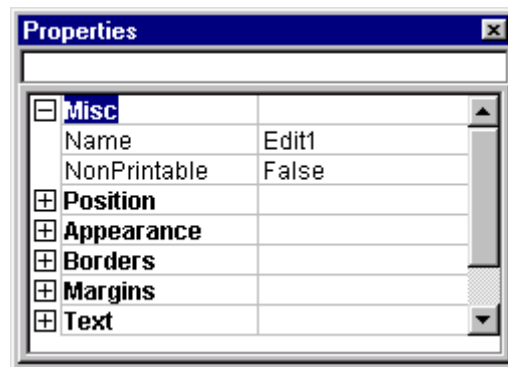 Properties
Misc
Name Edit1
NonPrintable False
Position
Appearance
Borders
Margins
Text